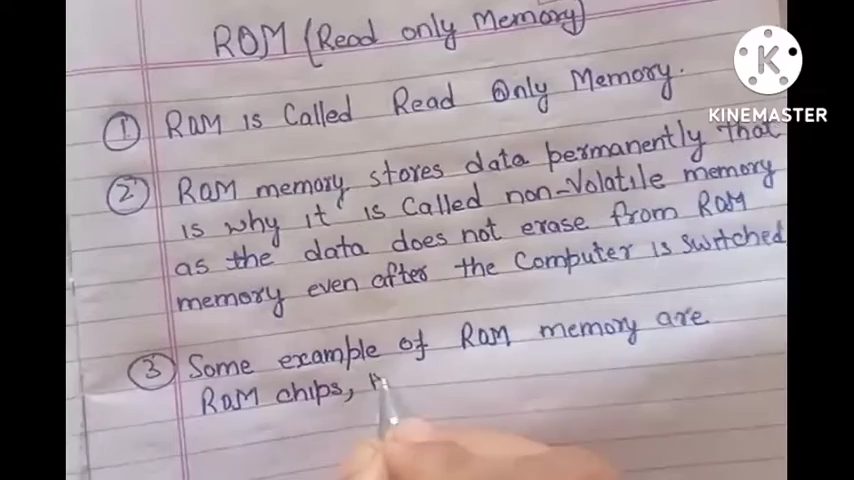 ROM (Read only Memory)
① ROM is Called Read Only Memory.
② ROM memory stores data permanently that
is why it is called non-Volatile memory
as the data does not erase from ROM
memory even after the Computer is switched
③ Some example of ROM memory are
ROM chips,
K
KINEMASTER